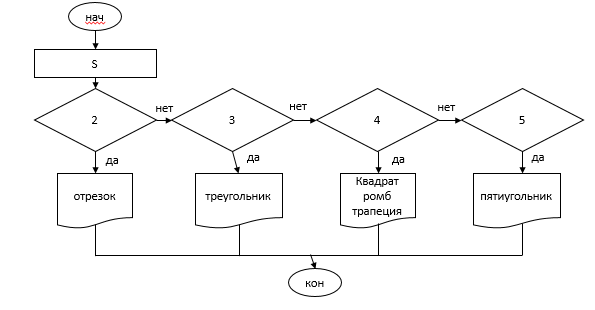 нач
S
2
нет
3
нет
4
нет
5
да
да
да
да
отрезок
треугольник
Квадрат
ромб
трапеция
пятиугольник
кон